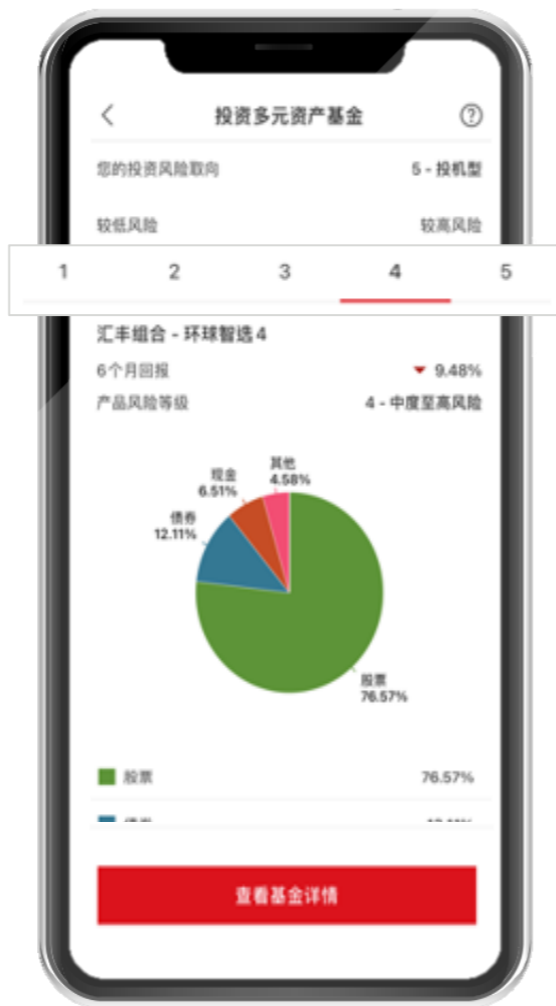 投资多元资产基金
您的投资风险取向 5 - 投机型
较低风险 较高风险
1 2 3 4 5
汇丰组合 - 环球智选 4
6个月回报 9.48%
产品风险等级 4 - 中度至高风险
其他
4.58%
现金
6.51%
债券
12.11%
股票
76.57%
股票 76.57%
查看基金详情